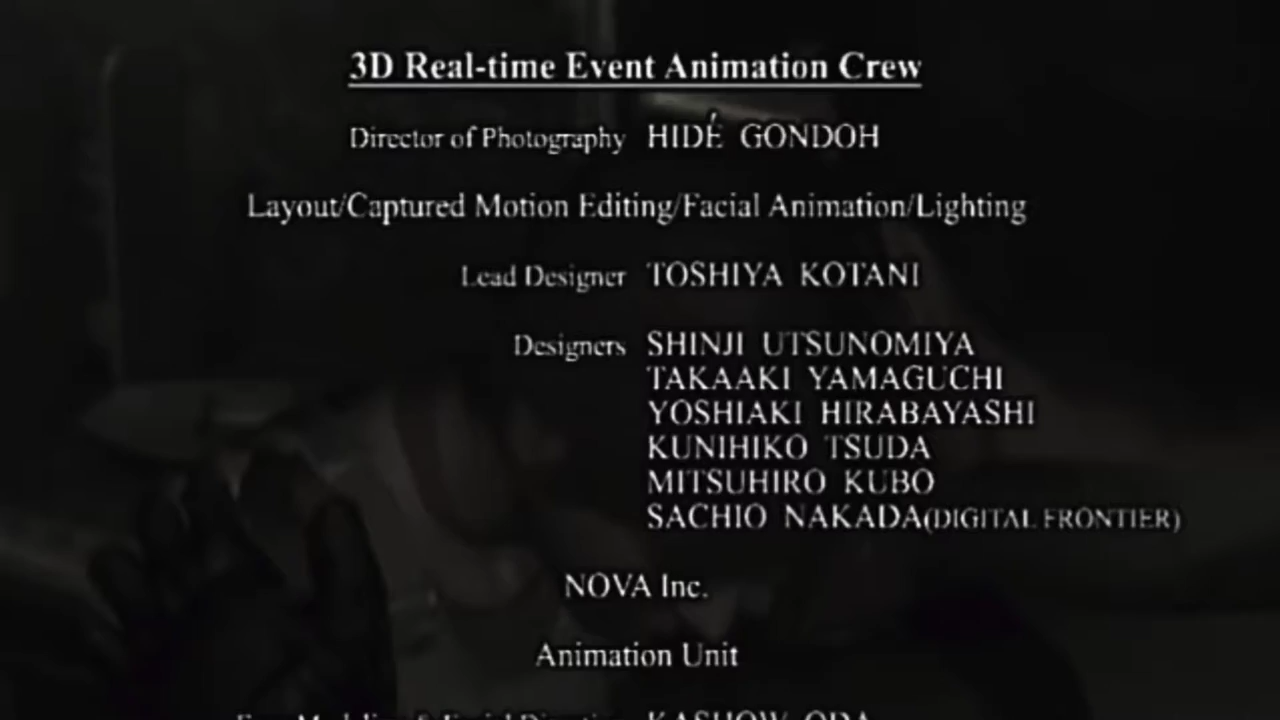 3D Real-time Event Animation Crew
Director of Photography HIDÉ GONDOH
Layout/Captured Motion Editing/Facial Animation/Lighting
Lead Designer TOSHIYA KOTANI
Designers SHINJI UTSUNOMIYA
TAKAAKI YAMAGUCHI
YOSHIAKI HIRABAYASHI
KUNIHIKO TSUDA
MITSUHIRO KUBO
SACHIO NAKADA(DIGITAL FRONTIER)
NOVA Inc.
Animation Unit
KASHOW ODA